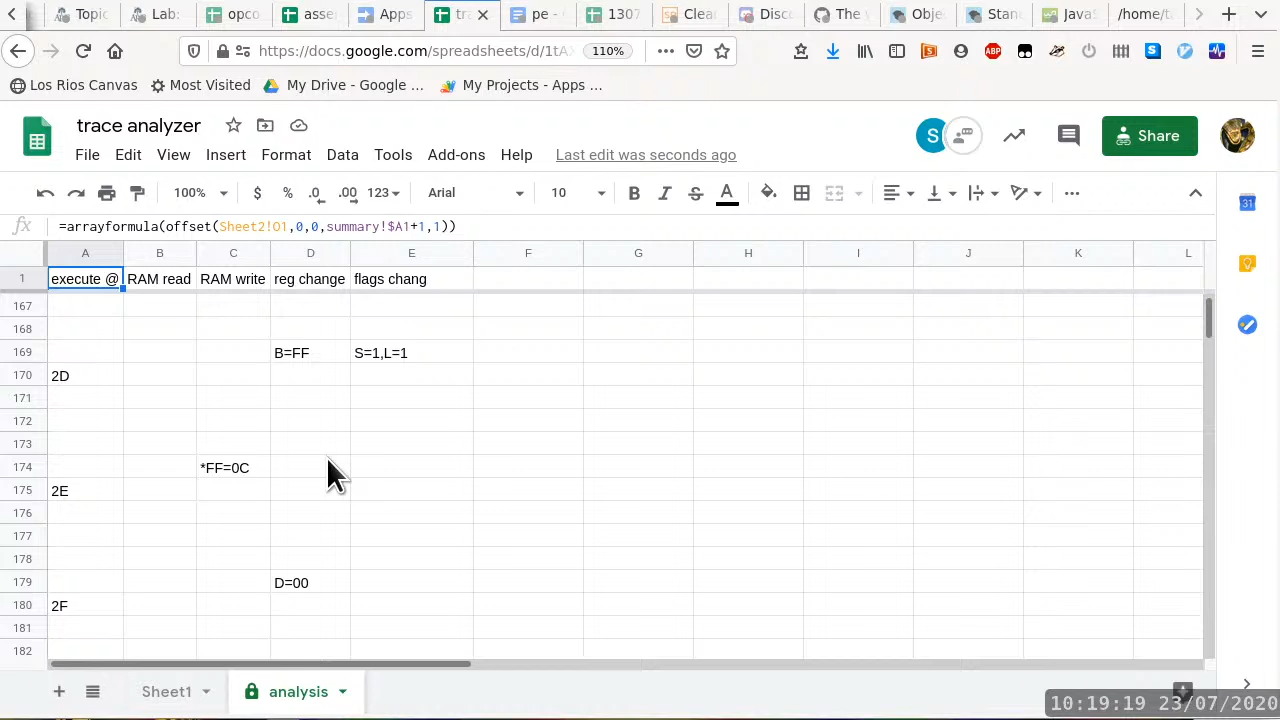 Topic Lab: opco asse Apps tra pe - 1307 Clea Disc The Obje Stan JavaS /home/t
https://docs.google.com/spreadsheets/d/1tA 110%
Los Rios Canvas Most Visited My Drive - Google ... My Projects - Apps ...
trace analyzer
File Edit View Insert Format Data Tools Add-ons Help Last edit was seconds ago S Share
100% $ % .0 .00 123 Arial 10 B I S A
fx =arrayformula(offset(Sheet2!O1,0,0,summary!$A1+1,1))
A B C D E F G H I J K L
1 execute @ RAM read RAM write reg change flags chang
167
168
169 B=FF S=1,L=1
170 2D
171
172
173
174 *FF=0C
175 2E
176
177
178
179 D=00
180 2F
181
182
Sheet1 analysis
10:19:19 23/07/2020